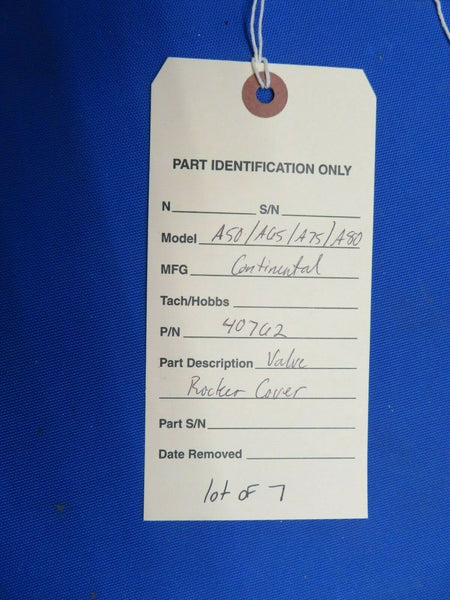 PART IDENTIFICATION ONLY
N S/N
Model A50/A65/A75/A80
MFG Continental
Tach/Hobbs
P/N 40762
Part Description Valve
Rocker Cover
Part S/N
Date Removed
lot of 7